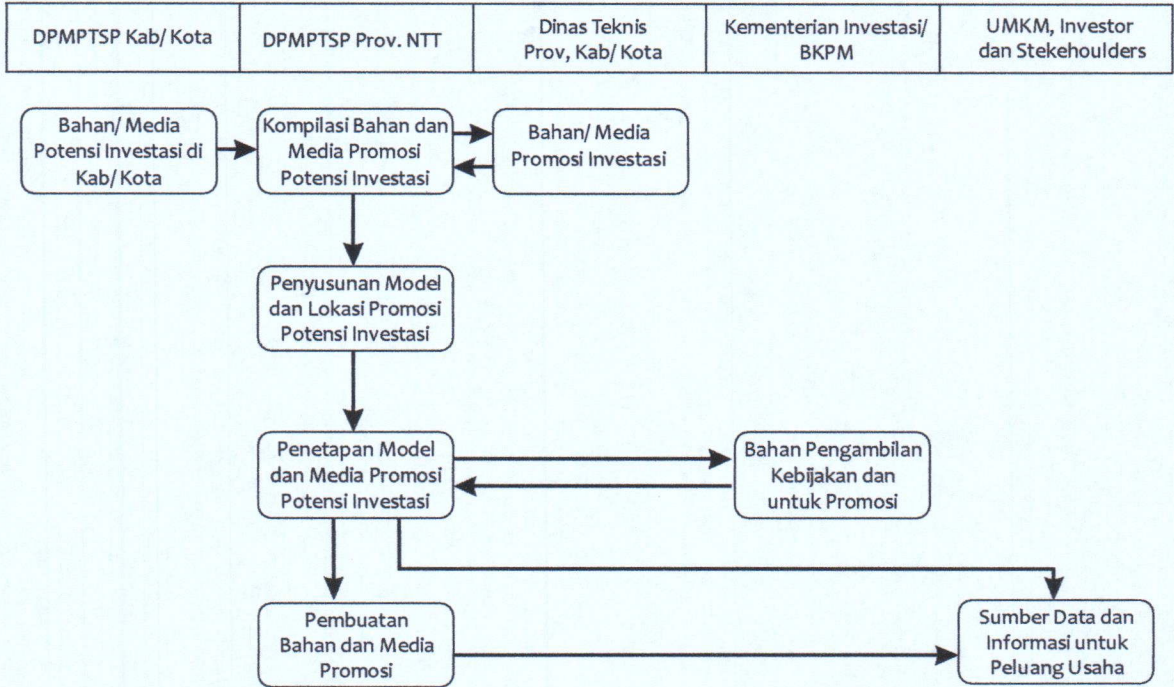 DPMPTSP Kab/ Kota
DPMPTSP Prov. NTT
Dinas Teknis
Prov, Kab/ Kota
Kementerian Investasi/
BKPM
UMKM, Investor
dan Stekehoulders
Bahan/ Media
Potensi Investasi di
Kab/ Kota
Kompilasi Bahan dan
Media Promosi
Potensi Investasi
Bahan/ Media
Promosi Investasi
Penyusunan Model
dan Lokasi Promosi
Potensi Investasi
Penetapan Model
dan Media Promosi
Potensi Investasi
Bahan Pengambilan
Kebijakan dan
untuk Promosi
Pembuatan
Bahan dan Media
Promosi
Sumber Data dan
Informasi untuk
Peluang Usaha